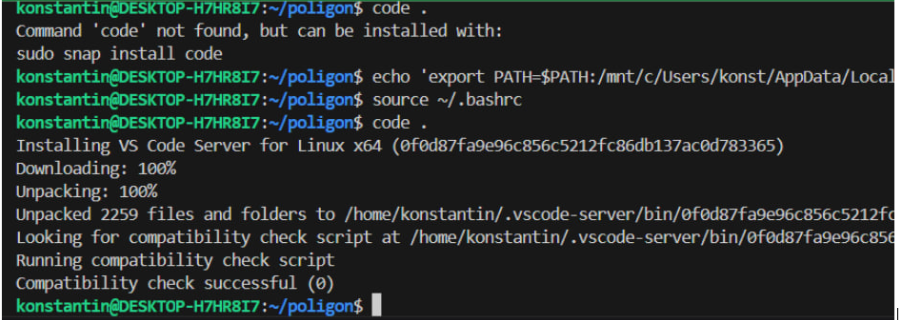 konstantin@DESKTOP-H7HR8I7:~/poligon$ code .
Command 'code' not found, but can be installed with:
sudo snap install code
konstantin@DESKTOP-H7HR8I7:~/poligon$ echo 'export PATH=$PATH:/mnt/c/Users/konst/AppData/Local
konstantin@DESKTOP-H7HR8I7:~/poligon$ source ~/.bashrc
konstantin@DESKTOP-H7HR8I7:~/poligon$ code .
Installing VS Code Server for Linux x64 (0f0d87fa9e96c856c5212fc86db137ac0d783365)
Downloading: 100%
Unpacking: 100%
Unpacked 2259 files and folders to /home/konstantin/.vscode-server/bin/0f0d87fa9e96c856c5212fc
Looking for compatibility check script at /home/konstantin/.vscode-server/bin/0f0d87fa9e96c856
Running compatibility check script
Compatibility check successful (0)
konstantin@DESKTOP-H7HR8I7:~/poligon$